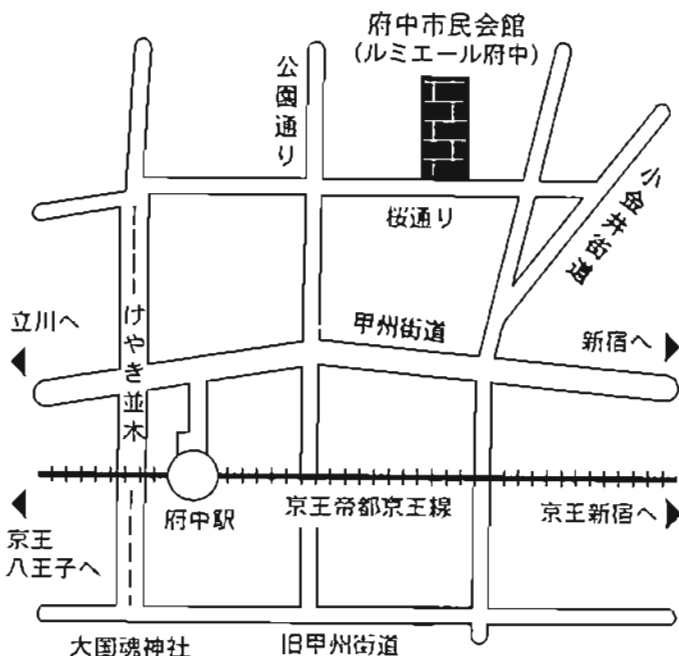 府中市民会館
(ルミエール府中)
公園通り
小金井街道
桜通り
立川へ
けやき並木
甲州街道
新宿へ
府中駅
京王帝都京王線
京王新宿へ
京王
八王子へ
大国魂神社
旧甲州街道